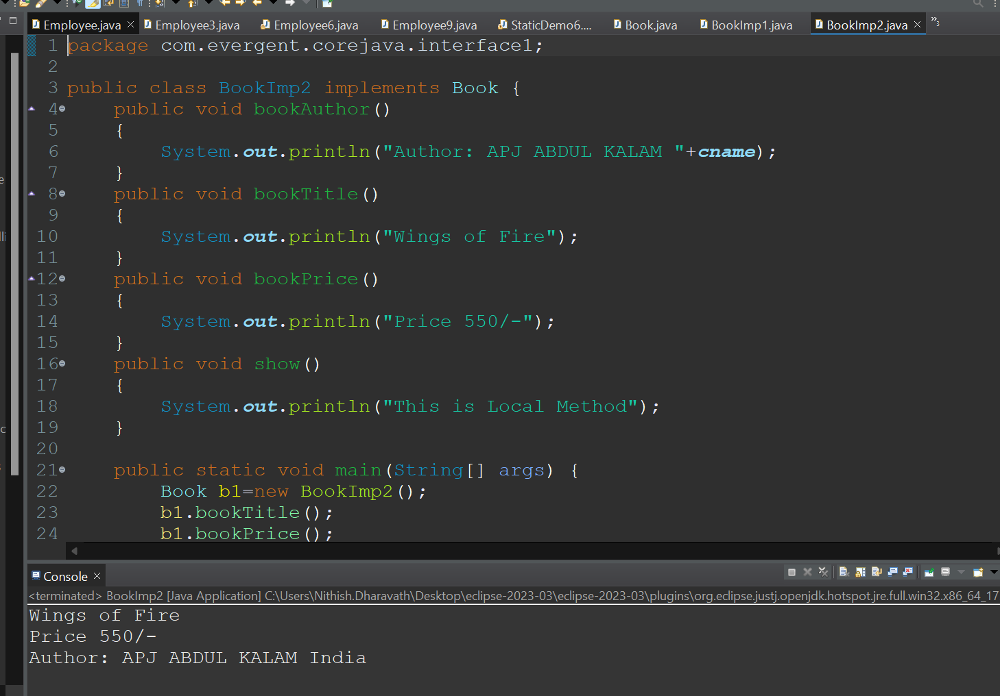 Employee.java Employee3.java Employee6.java Employee9.java StaticDemo6.... Book.java BookImp1.java BookImp2.java »3
1 package com.evergent.corejava.interface1;
2
3 public class BookImp2 implements Book {
4 public void bookAuthor()
5 {
6 System.out.println("Author: APJ ABDUL KALAM "+cname);
7 }
8 public void bookTitle()
9 {
10 System.out.println("Wings of Fire");
11 }
12 public void bookPrice()
13 {
14 System.out.println("Price 550/-");
15 }
16 public void show()
17 {
18 System.out.println("This is Local Method");
19 }
20
21 public static void main(String[] args) {
22 Book b1=new BookImp2();
23 b1.bookTitle();
24 b1.bookPrice();
Console
<terminated> BookImp2 [Java Application] C:\Users\Nithish.Dharavath\Desktop\eclipse-2023-03\eclipse-2023-03\plugins\org.eclipse.justj.openjdk.hotspot.jre.full.win32.x86_64_17
Wings of Fire
Price 550/-
Author: APJ ABDUL KALAM India